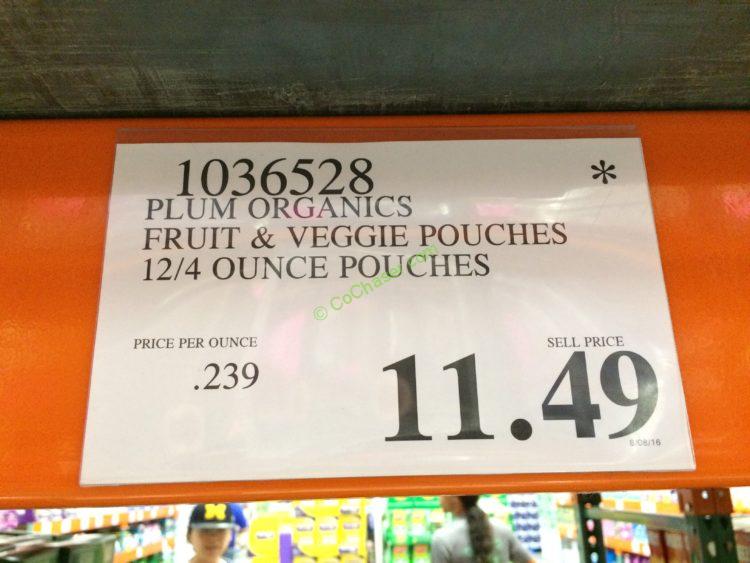 1036528 *
PLUM ORGANICS
FRUIT & VEGGIE POUCHES
12/4 OUNCE POUCHES
© CoChaser.com
PRICE PER OUNCE
.239
SELL PRICE
11.49
8/08/16